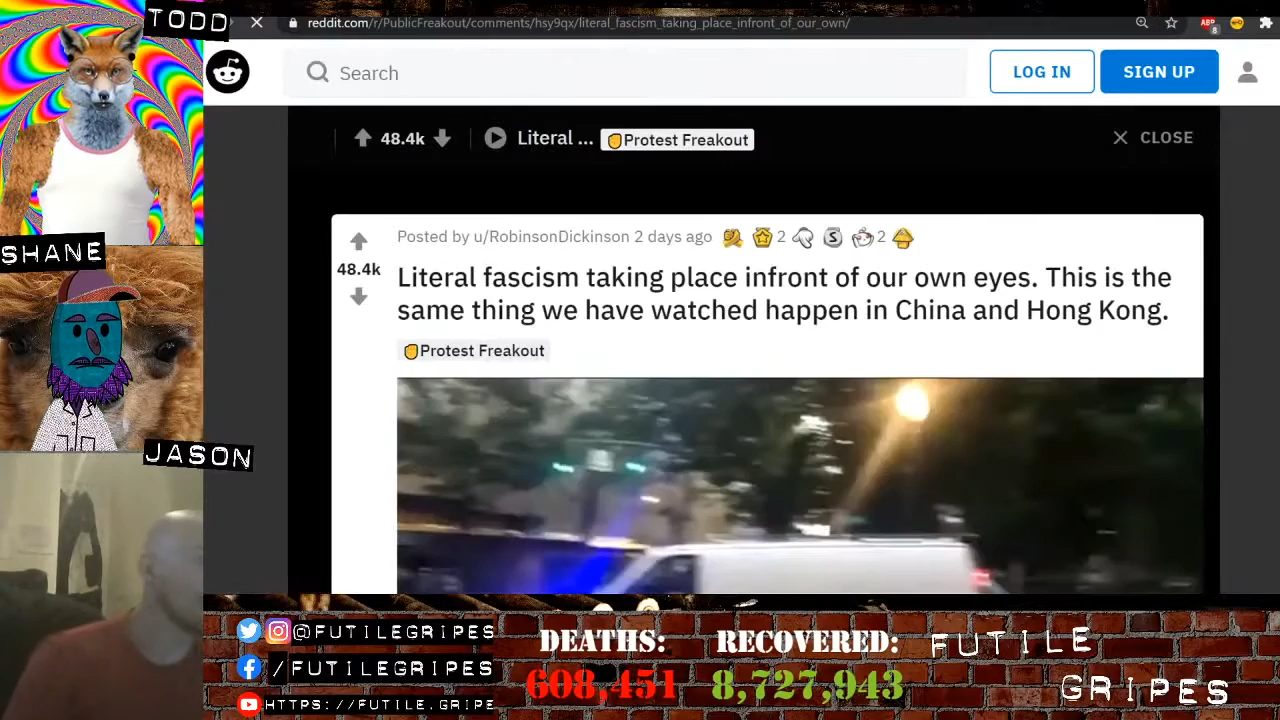 TODD
reddit.com/r/PublicFreakout/comments/hsy9qx/literal_fascism_taking_place_infront_of_our_own/
ABP
8
Search
LOG IN
SIGN UP
48.4k
Literal ...
Protest Freakout
CLOSE
Posted by u/RobinsonDickinson 2 days ago
2
S
2
48.4k
Literal fascism taking place infront of our own eyes. This is the
same thing we have watched happen in China and Hong Kong.
Protest Freakout
SHANE
JASON
@FUTILEGRIPES
/FUTILEGRIPES
HTTPS://FUTILE.GRIPE
DEATHS:
608,451
RECOVERED:
8,727,943
FUTILE
GRIPES